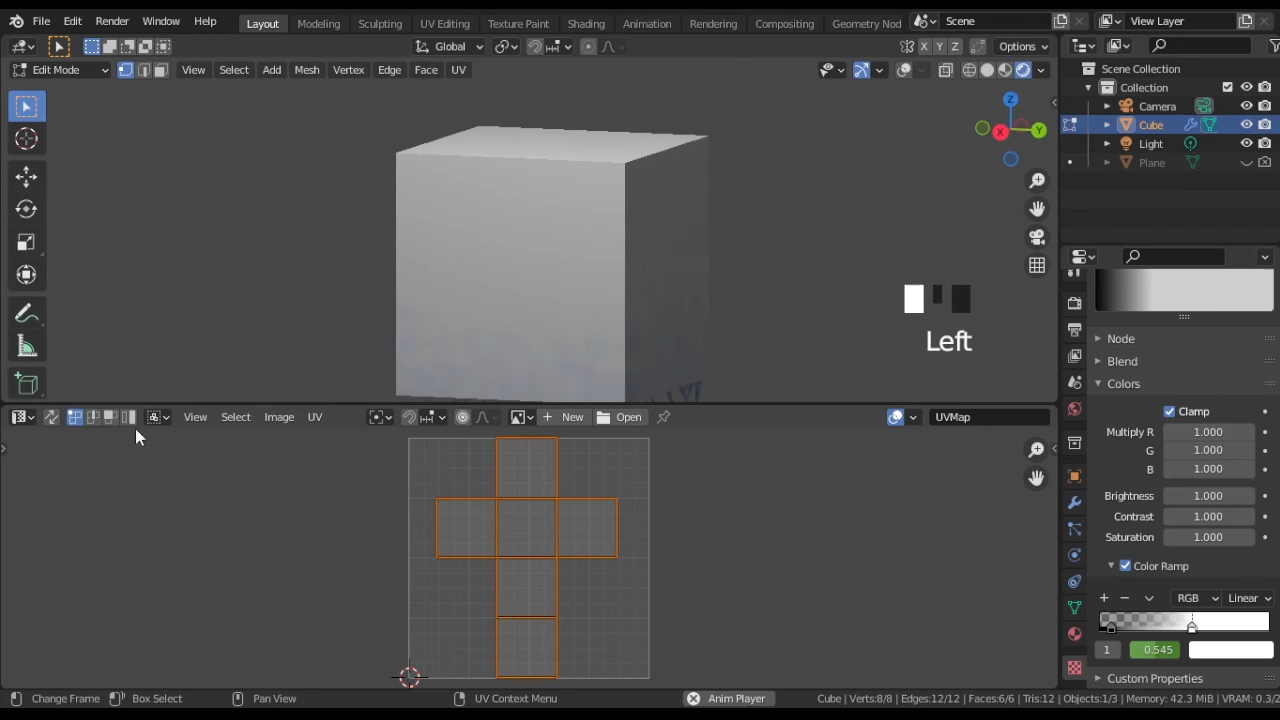 File Edit Render Window Help Layout Modeling Sculpting UV Editing Texture Paint Shading Animation Rendering Compositing Geometry Nod Scene View Layer
Global X Y Z Options
Edit Mode View Select Add Mesh Vertex Edge Face UV
Scene Collection
Collection
Camera
Cube
Light
Plane
Z
X Y
Left
Node
Blend
Colors
Clamp
Multiply R 1.000
G 1.000
B 1.000
Brightness 1.000
Contrast 1.000
Saturation 1.000
Color Ramp
RGB Linear
1 0.545
Custom Properties
View Select Image UV New Open UVMap
Change Frame Box Select Pan View UV Context Menu Anim Player Cube | Verts:8/8 | Edges:12/12 | Faces:6/6 | Tris:12 | Objects:1/3 | Memory: 42.3 MiB | VRAM: 0.3/2